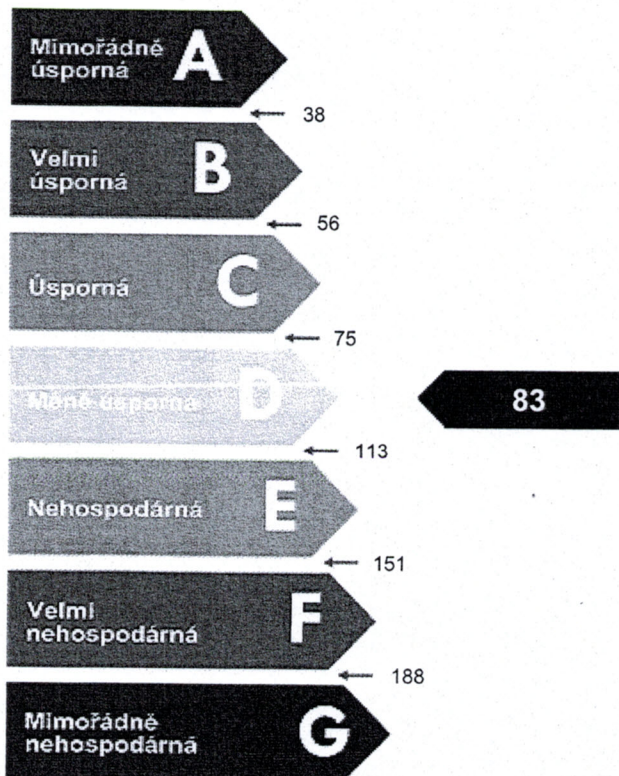 Mimořádně
úsporná
A
38
Velmi
úsporná
B
56
Úsporná
C
75
Méně úsporná
D
83
113
Nehospodárná
E
151
Velmi
nehospodárná
F
188
Mimořádně
nehospodárná
G